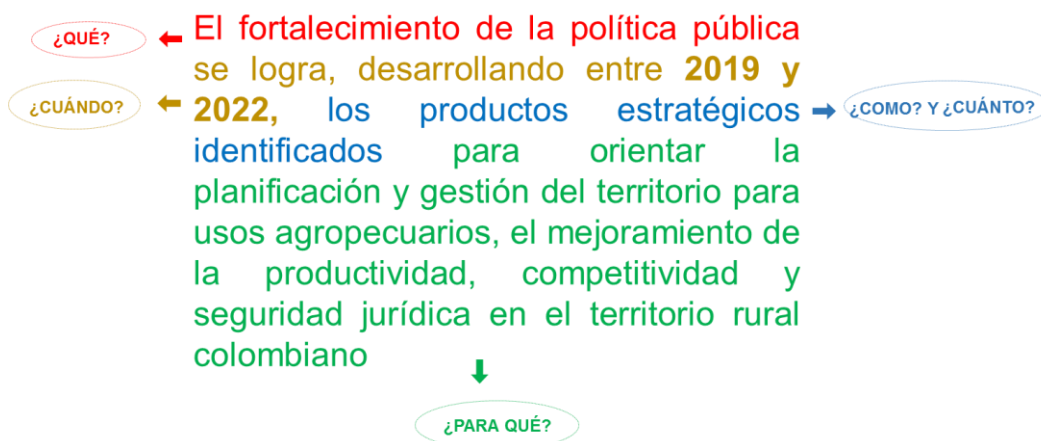 ¿QUÉ?
El fortalecimiento de la política pública
se logra, desarrollando entre 2019 y
¿CUÁNDO?
2022, los productos estratégicos
¿COMO? Y ¿CUÁNTO?
identificados para orientar la
planificación y gestión del territorio para
usos agropecuarios, el mejoramiento de
la productividad, competitividad y
seguridad jurídica en el territorio rural
colombiano
¿PARA QUÉ?